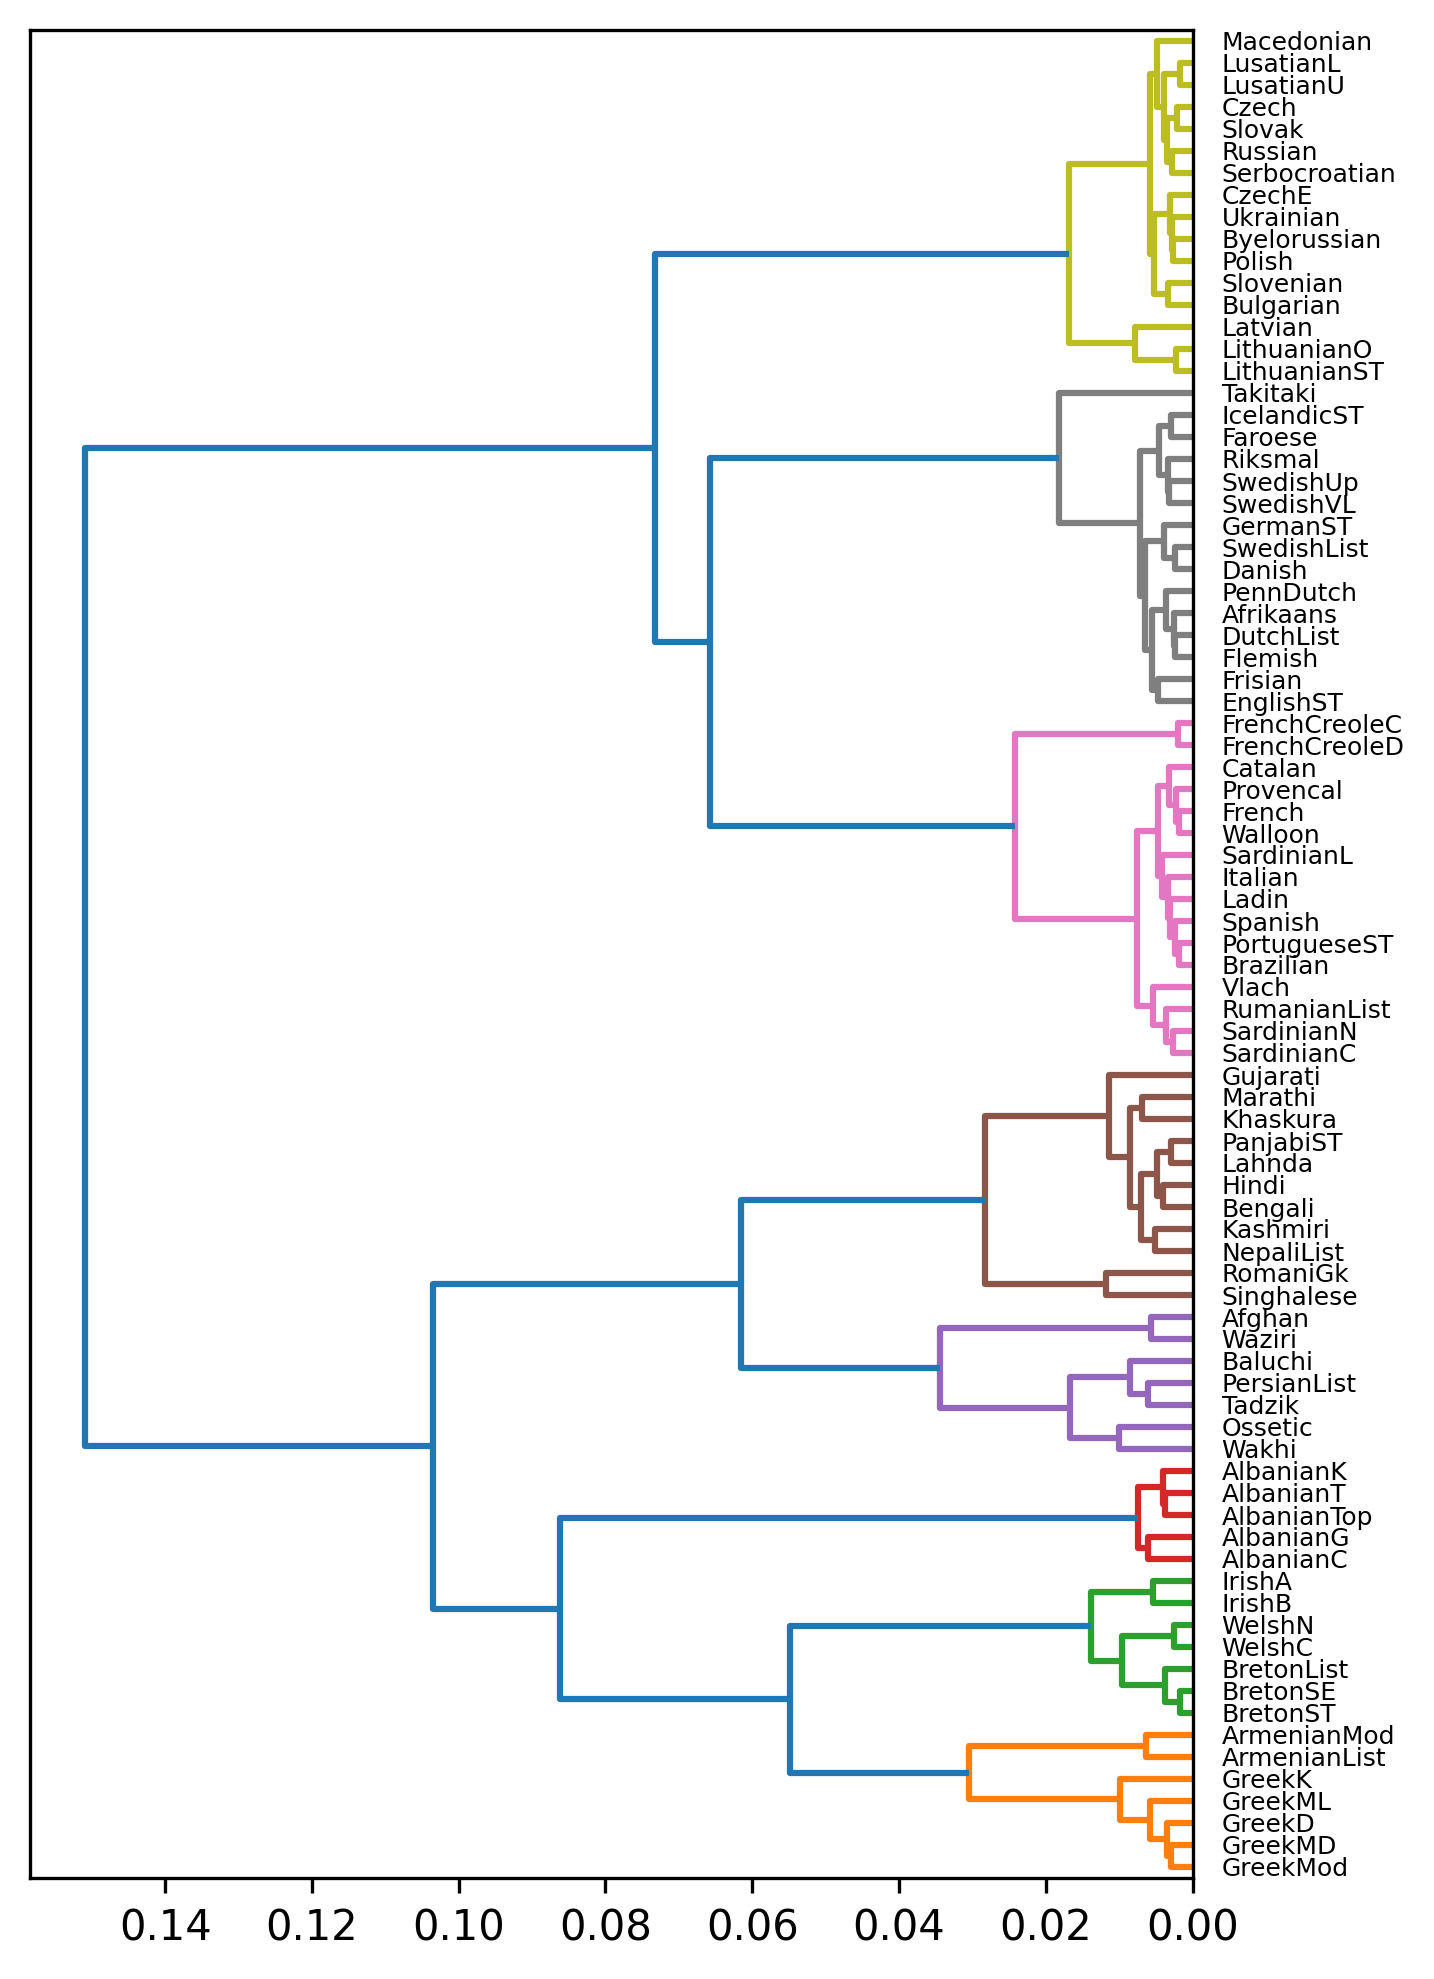 Macedonian
LusatianL
LusatianU
Czech
Slovak
Russian
Serbocroatian
CzechE
Ukrainian
Byelorussian
Polish
Slovenian
Bulgarian
Latvian
LithuanianO
LithuanianST
Takitaki
IcelandicST
Faroese
Riksmal
SwedishUp
SwedishVL
GermanST
SwedishList
Danish
PennDutch
Afrikaans
DutchList
Flemish
Frisian
EnglishST
FrenchCreoleC
FrenchCreoleD
Catalan
Provencal
French
Walloon
SardinianL
Italian
Ladin
Spanish
PortugueseST
Brazilian
Vlach
RumanianList
SardinianN
SardinianC
Gujarati
Marathi
Khaskura
PanjabiST
Lahnda
Hindi
Bengali
Kashmiri
NepaliList
RomaniGk
Singhalese
Afghan
Waziri
Baluchi
PersianList
Tadzik
Ossetic
Wakhi
AlbanianK
AlbanianT
AlbanianTop
AlbanianG
AlbanianC
IrishA
IrishB
WelshN
WelshC
BretonList
BretonSE
BretonST
ArmenianMod
ArmenianList
GreekK
GreekML
GreekD
GreekMD
GreekMod
0.14 0.12 0.10 0.08 0.06 0.04 0.02 0.00